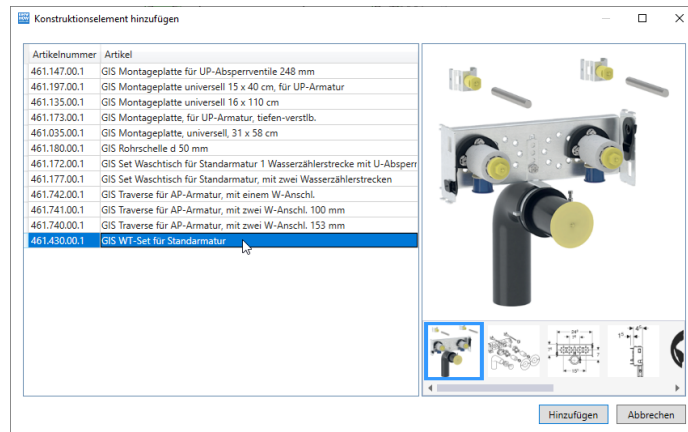 Konstruktionselement hinzufügen
Artikelnummer Artikel
461.147.00.1 GIS Montageplatte für UP-Absperrventile 248 mm
461.197.00.1 GIS Montageplatte universell 15 x 40 cm, für UP-Armatur
461.135.00.1 GIS Montageplatte universell 16 x 110 cm
461.173.00.1 GIS Montageplatte, für UP-Armatur, tiefen-verstlb.
461.035.00.1 GIS Montageplatte, universell, 31 x 58 cm
461.180.00.1 GIS Rohrschelle d 50 mm
461.172.00.1 GIS Set Waschtisch für Standarmatur 1 Wasserzählerstrecke mit U-Absperr
461.177.00.1 GIS Set Waschtisch für Standarmatur, mit zwei Wasserzählerstrecken
461.742.00.1 GIS Traverse für AP-Armatur, mit einem W-Anschl.
461.741.00.1 GIS Traverse für AP-Armatur, mit zwei W-Anschl. 100 mm
461.740.00.1 GIS Traverse für AP-Armatur, mit zwei W-Anschl. 153 mm
461.430.00.1 GIS WT-Set für Standarmatur
Hinzufügen Abbrechen